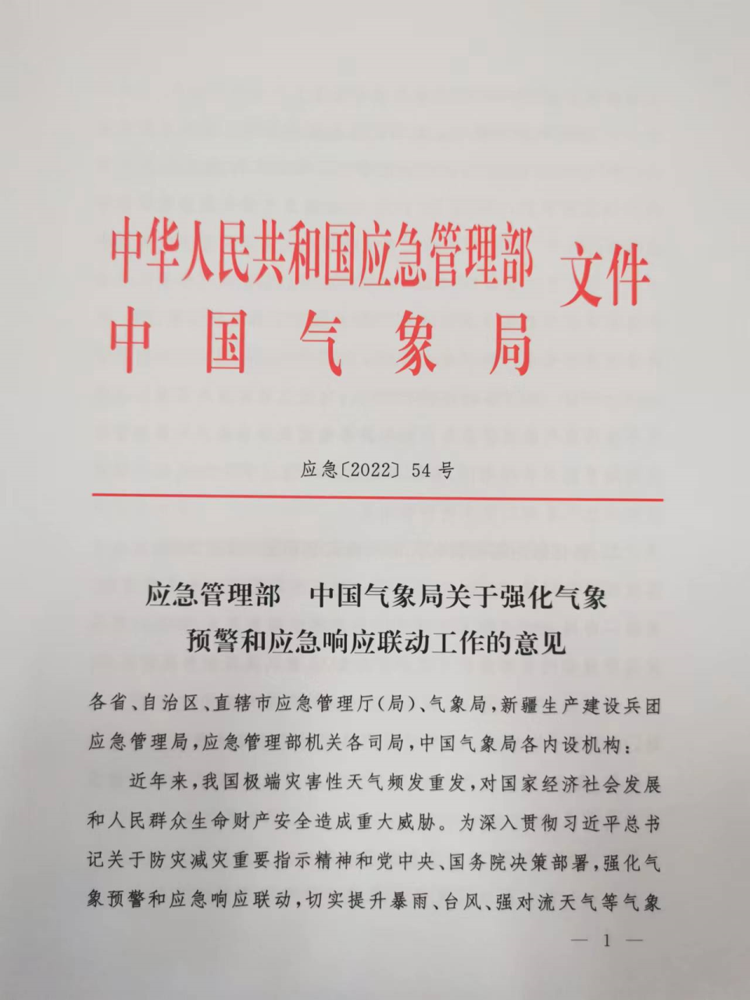 中华人民共和国应急管理部
中国气象局
文件
应急〔2022〕54号
应急管理部　中国气象局关于强化气象
预警和应急响应联动工作的意见
各省、自治区、直辖市应急管理厂(局)、气象局，新疆生产建设兵团
应急管理局，应急管理部机关各司局，中国气象局各内设机构：
近年来，我国极端灾害性天气频发重发，对国家经济社会发展
和人民群众生命财产安全造成重大威胁。为深入贯彻习近平总书
记关于防灾减灾重要指示精神和党中央、国务院决策部署，强化气
象预警和应急响应联动，切实提升暴雨、台风、强对流天气等气象
— 1 —